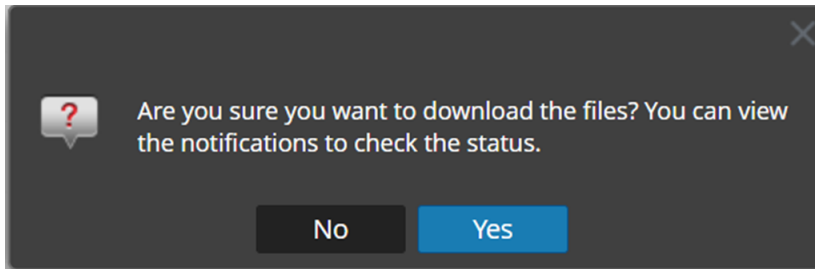 ?
Are you sure you want to download the files? You can view
the notifications to check the status.
No
Yes